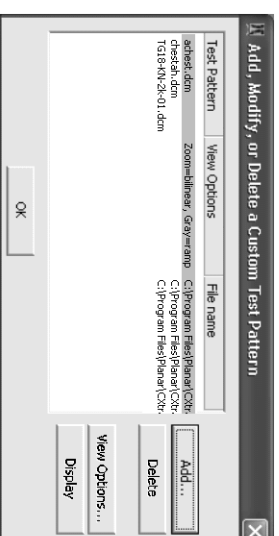 Add, Modify, or Delete a Custom Test Pattern
Test Pattern View Options File name
achest.dcm Zoom=bilinear, Gray=ramp C:\Program Files\Planar\CXtr
chestah.dcm C:\Program Files\Planar\CXtr
TG18-KN-2k-01.dcm C:\Program Files\Planar\CXtr
Add...
Delete
View Options...
Display
OK